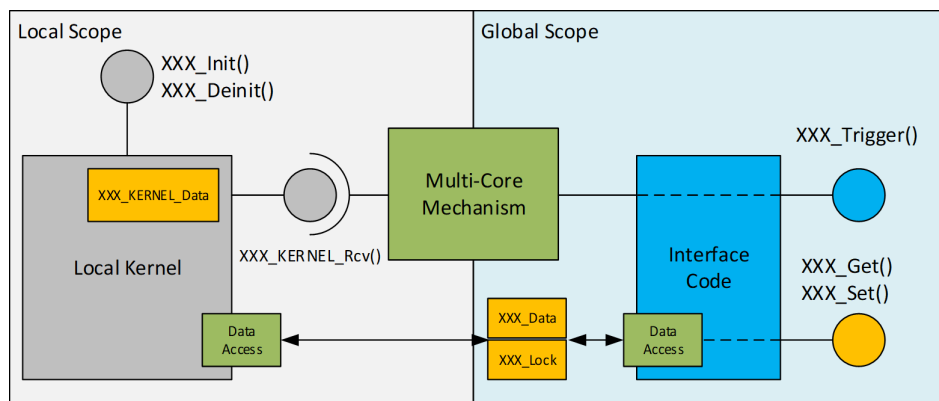 Local Scope
Global Scope
XXX_Init()
XXX_Deinit()
XXX_Trigger()
XXX_KERNEL_Data
Multi-Core
Mechanism
XXX_KERNEL_Rcv()
Local Kernel
Interface
Code
XXX_Get()
XXX_Set()
Data
Access
XXX_Data
XXX_Lock
Data
Access